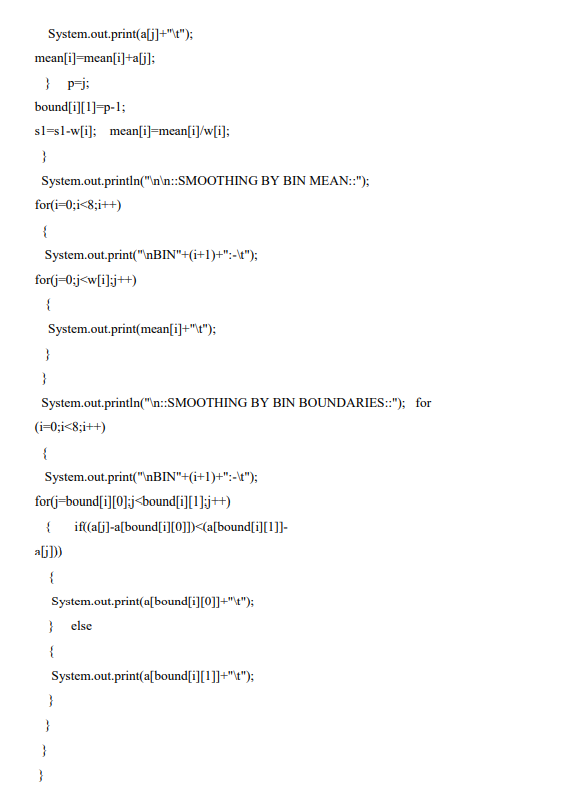 System.out.print(a[j]+"\t");
mean[i]=mean[i]+a[j];
} p=j;
bound[i][1]=p-1;
s1=s1-w[i]; mean[i]=mean[i]/w[i];
}
System.out.println("\n\n::SMOOTHING BY BIN MEAN::");
for(i=0;i<8;i++)
{
System.out.print("\nBIN"+(i+1)+":-\t");
for(j=0;j<w[i];j++)
{
System.out.print(mean[i]+"\t");
}
}
System.out.println("\n::SMOOTHING BY BIN BOUNDARIES::"); for
(i=0;i<8;i++)
{
System.out.print("\nBIN"+(i+1)+":-\t");
for(j=bound[i][0];j<bound[i][1];j++)
{ if((a[j]-a[bound[i][0]])<(a[bound[i][1]]-
a[j]))
{
System.out.print(a[bound[i][0]]+"\t");
} else
{
System.out.print(a[bound[i][1]]+"\t");
}
}
}
}